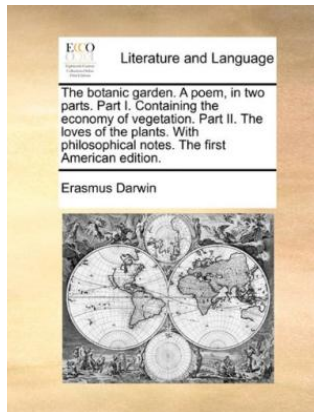 ECCO
Literature and Language
The botanic garden. A poem, in two
parts. Part I. Containing the
economy of vegetation. Part II. The
loves of the plants. With
philosophical notes. The first
American edition.
Erasmus Darwin